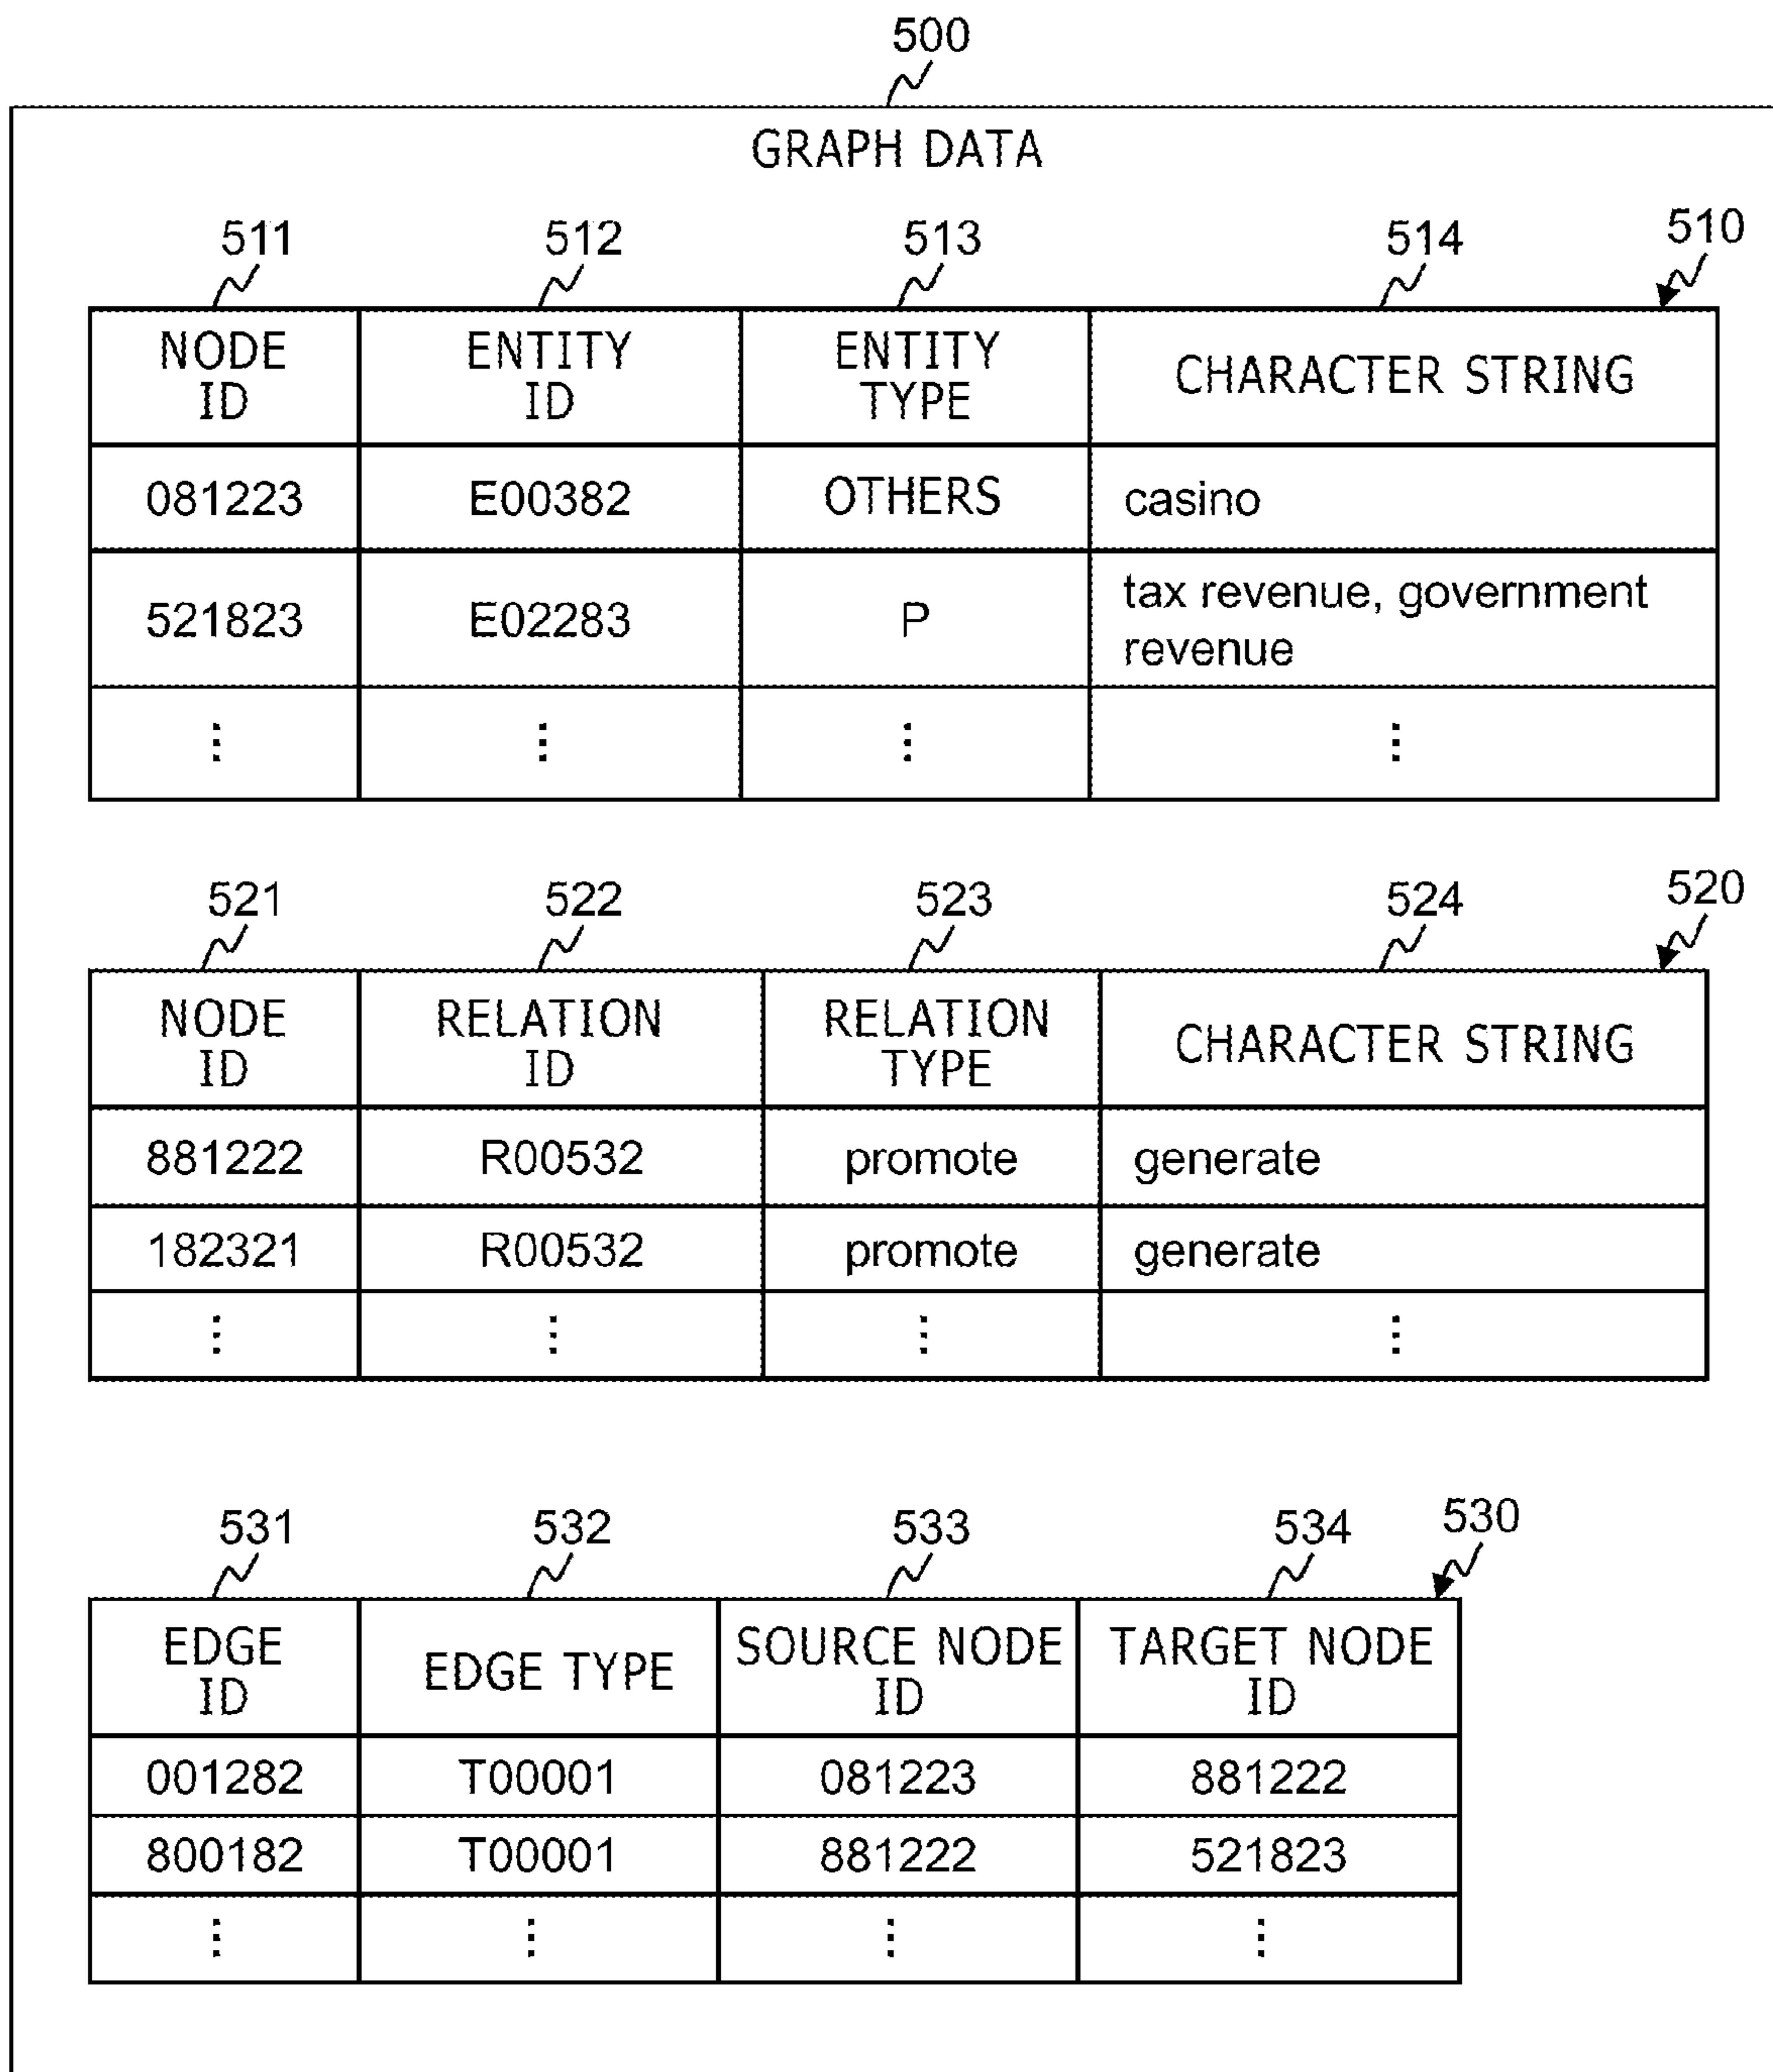 500
GRAPH DATA
511 512 513 514 510
NODE ID ENTITY ID ENTITY TYPE CHARACTER STRING
081223 E00382 OTHERS casino
521823 E02283 P tax revenue, government revenue
⋮ ⋮ ⋮ ⋮
521 522 523 524 520
NODE ID RELATION ID RELATION TYPE CHARACTER STRING
881222 R00532 promote generate
182321 R00532 promote generate
⋮ ⋮ ⋮ ⋮
531 532 533 534 530
EDGE ID EDGE TYPE SOURCE NODE ID TARGET NODE ID
001282 T00001 081223 881222
800182 T00001 881222 521823
⋮ ⋮ ⋮ ⋮